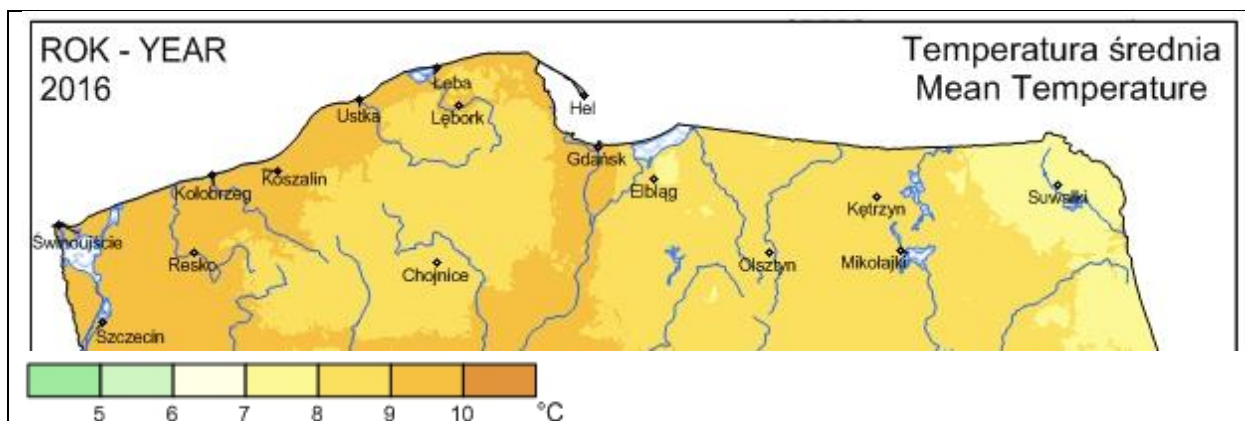 ROK - YEAR
2016
Temperatura średnia
Mean Temperature
Łeba
Hel
Ustka
Lębork
Gdańsk
Koszalin
Kołobrzeg
Elbląg
Suwałki
Kętrzyn
Świnoujście
Resko
Chojnice
Olsztyn
Mikołajki
Szczecin
5 6 7 8 9 10 °C